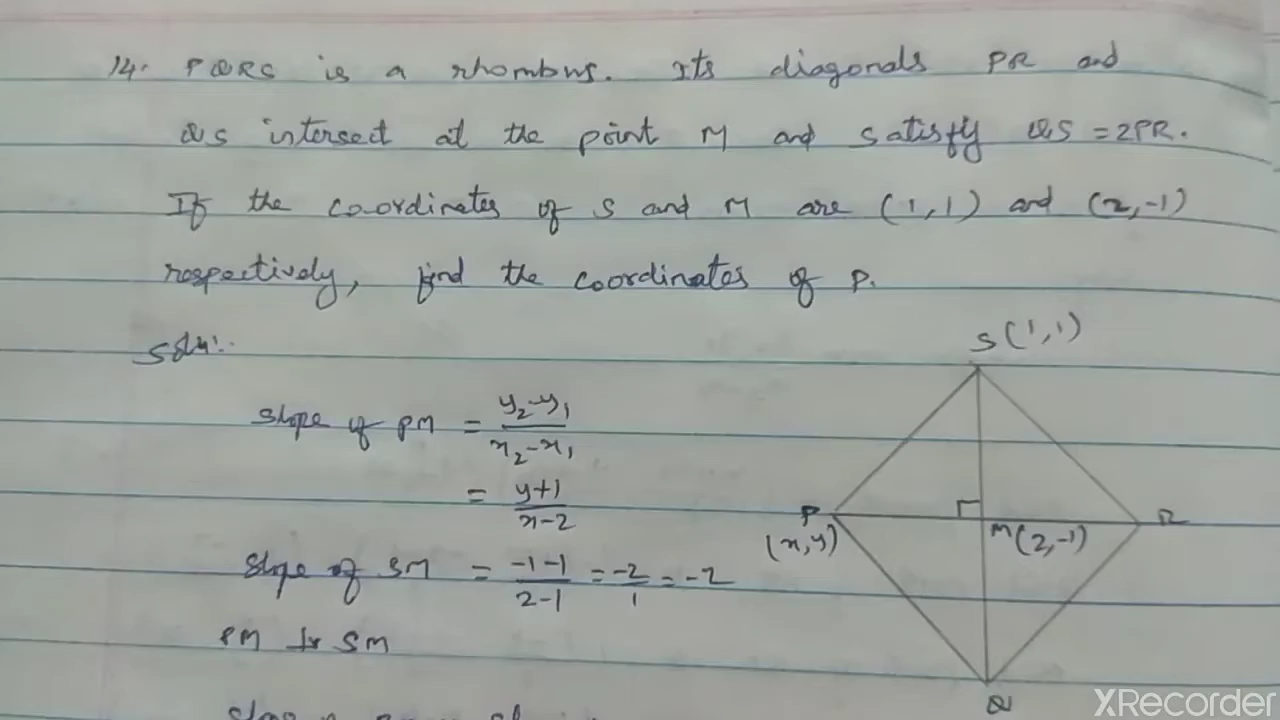 14. PQRS is a rhombus. Its diagonals PR and
QS intersect at the point M and satisfy QS = 2PR.
If the co-ordinates of S and M are (1,1) and (2,-1)
respectively, find the coordinates of P.
Soln:
S(1,1)
Slope of PM = y₂-y₁/x₂-x₁
= y+1/x-2
P
(x,y)
M(2,-1)
R
Slope of SM = -1-1/2-1 = -2/1 = -2
PM ⊥r SM
Q
XRecorder